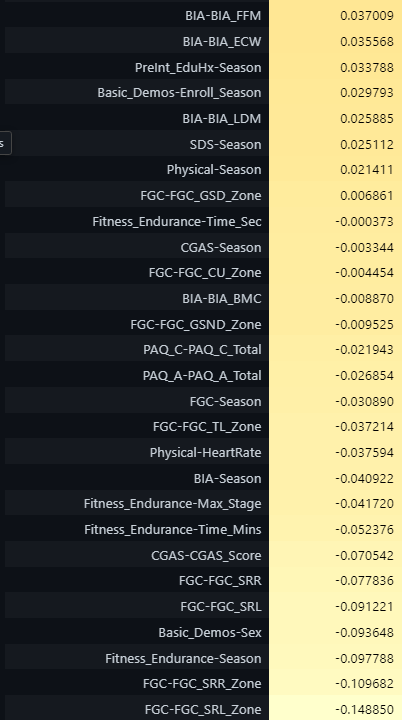 BIA-BIA_FFM 0.037009
BIA-BIA_ECW 0.035568
PreInt_EduHx-Season 0.033788
Basic_Demos-Enroll_Season 0.029793
BIA-BIA_LDM 0.025885
s
SDS-Season 0.025112
Physical-Season 0.021411
FGC-FGC_GSD_Zone 0.006861
Fitness_Endurance-Time_Sec -0.000373
CGAS-Season -0.003344
FGC-FGC_CU_Zone -0.004454
BIA-BIA_BMC -0.008870
FGC-FGC_GSND_Zone -0.009525
PAQ_C-PAQ_C_Total -0.021943
PAQ_A-PAQ_A_Total -0.026854
FGC-Season -0.030890
FGC-FGC_TL_Zone -0.037214
Physical-HeartRate -0.037594
BIA-Season -0.040922
Fitness_Endurance-Max_Stage -0.041720
Fitness_Endurance-Time_Mins -0.052376
CGAS-CGAS_Score -0.070542
FGC-FGC_SRR -0.077836
FGC-FGC_SRL -0.091221
Basic_Demos-Sex -0.093648
Fitness_Endurance-Season -0.097788
FGC-FGC_SRR_Zone -0.109682
FGC-FGC_SRL_Zone -0.148850